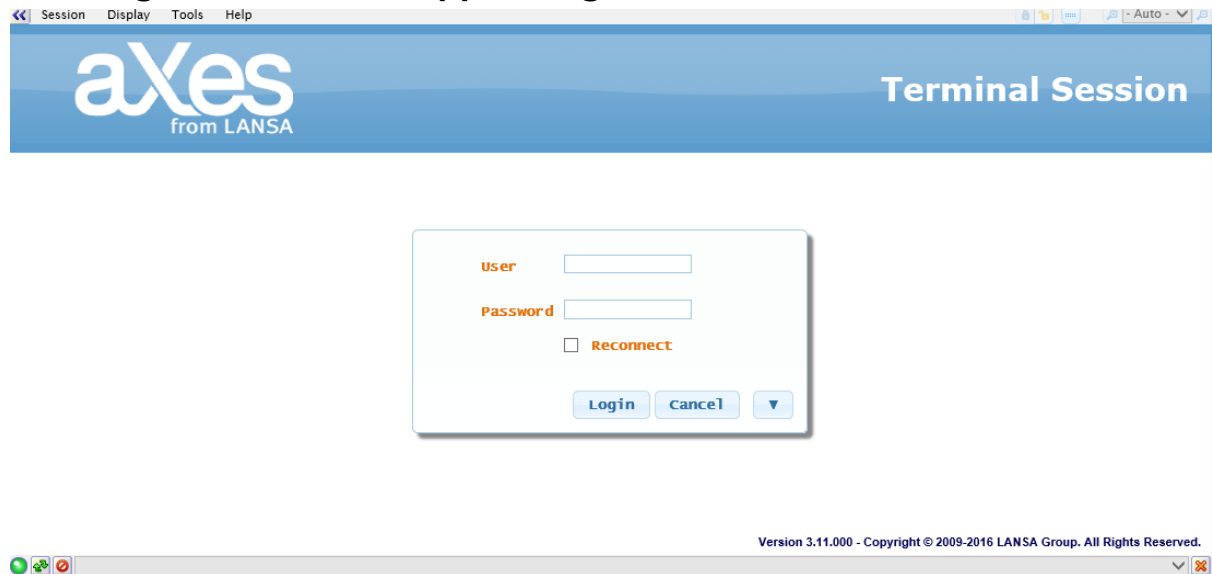 Session Display Tools Help
- Auto -
aXes
from LANSA
Terminal Session
User
Password
Reconnect
Login Cancel
Version 3.11.000 - Copyright © 2009-2016 LANSA Group. All Rights Reserved.